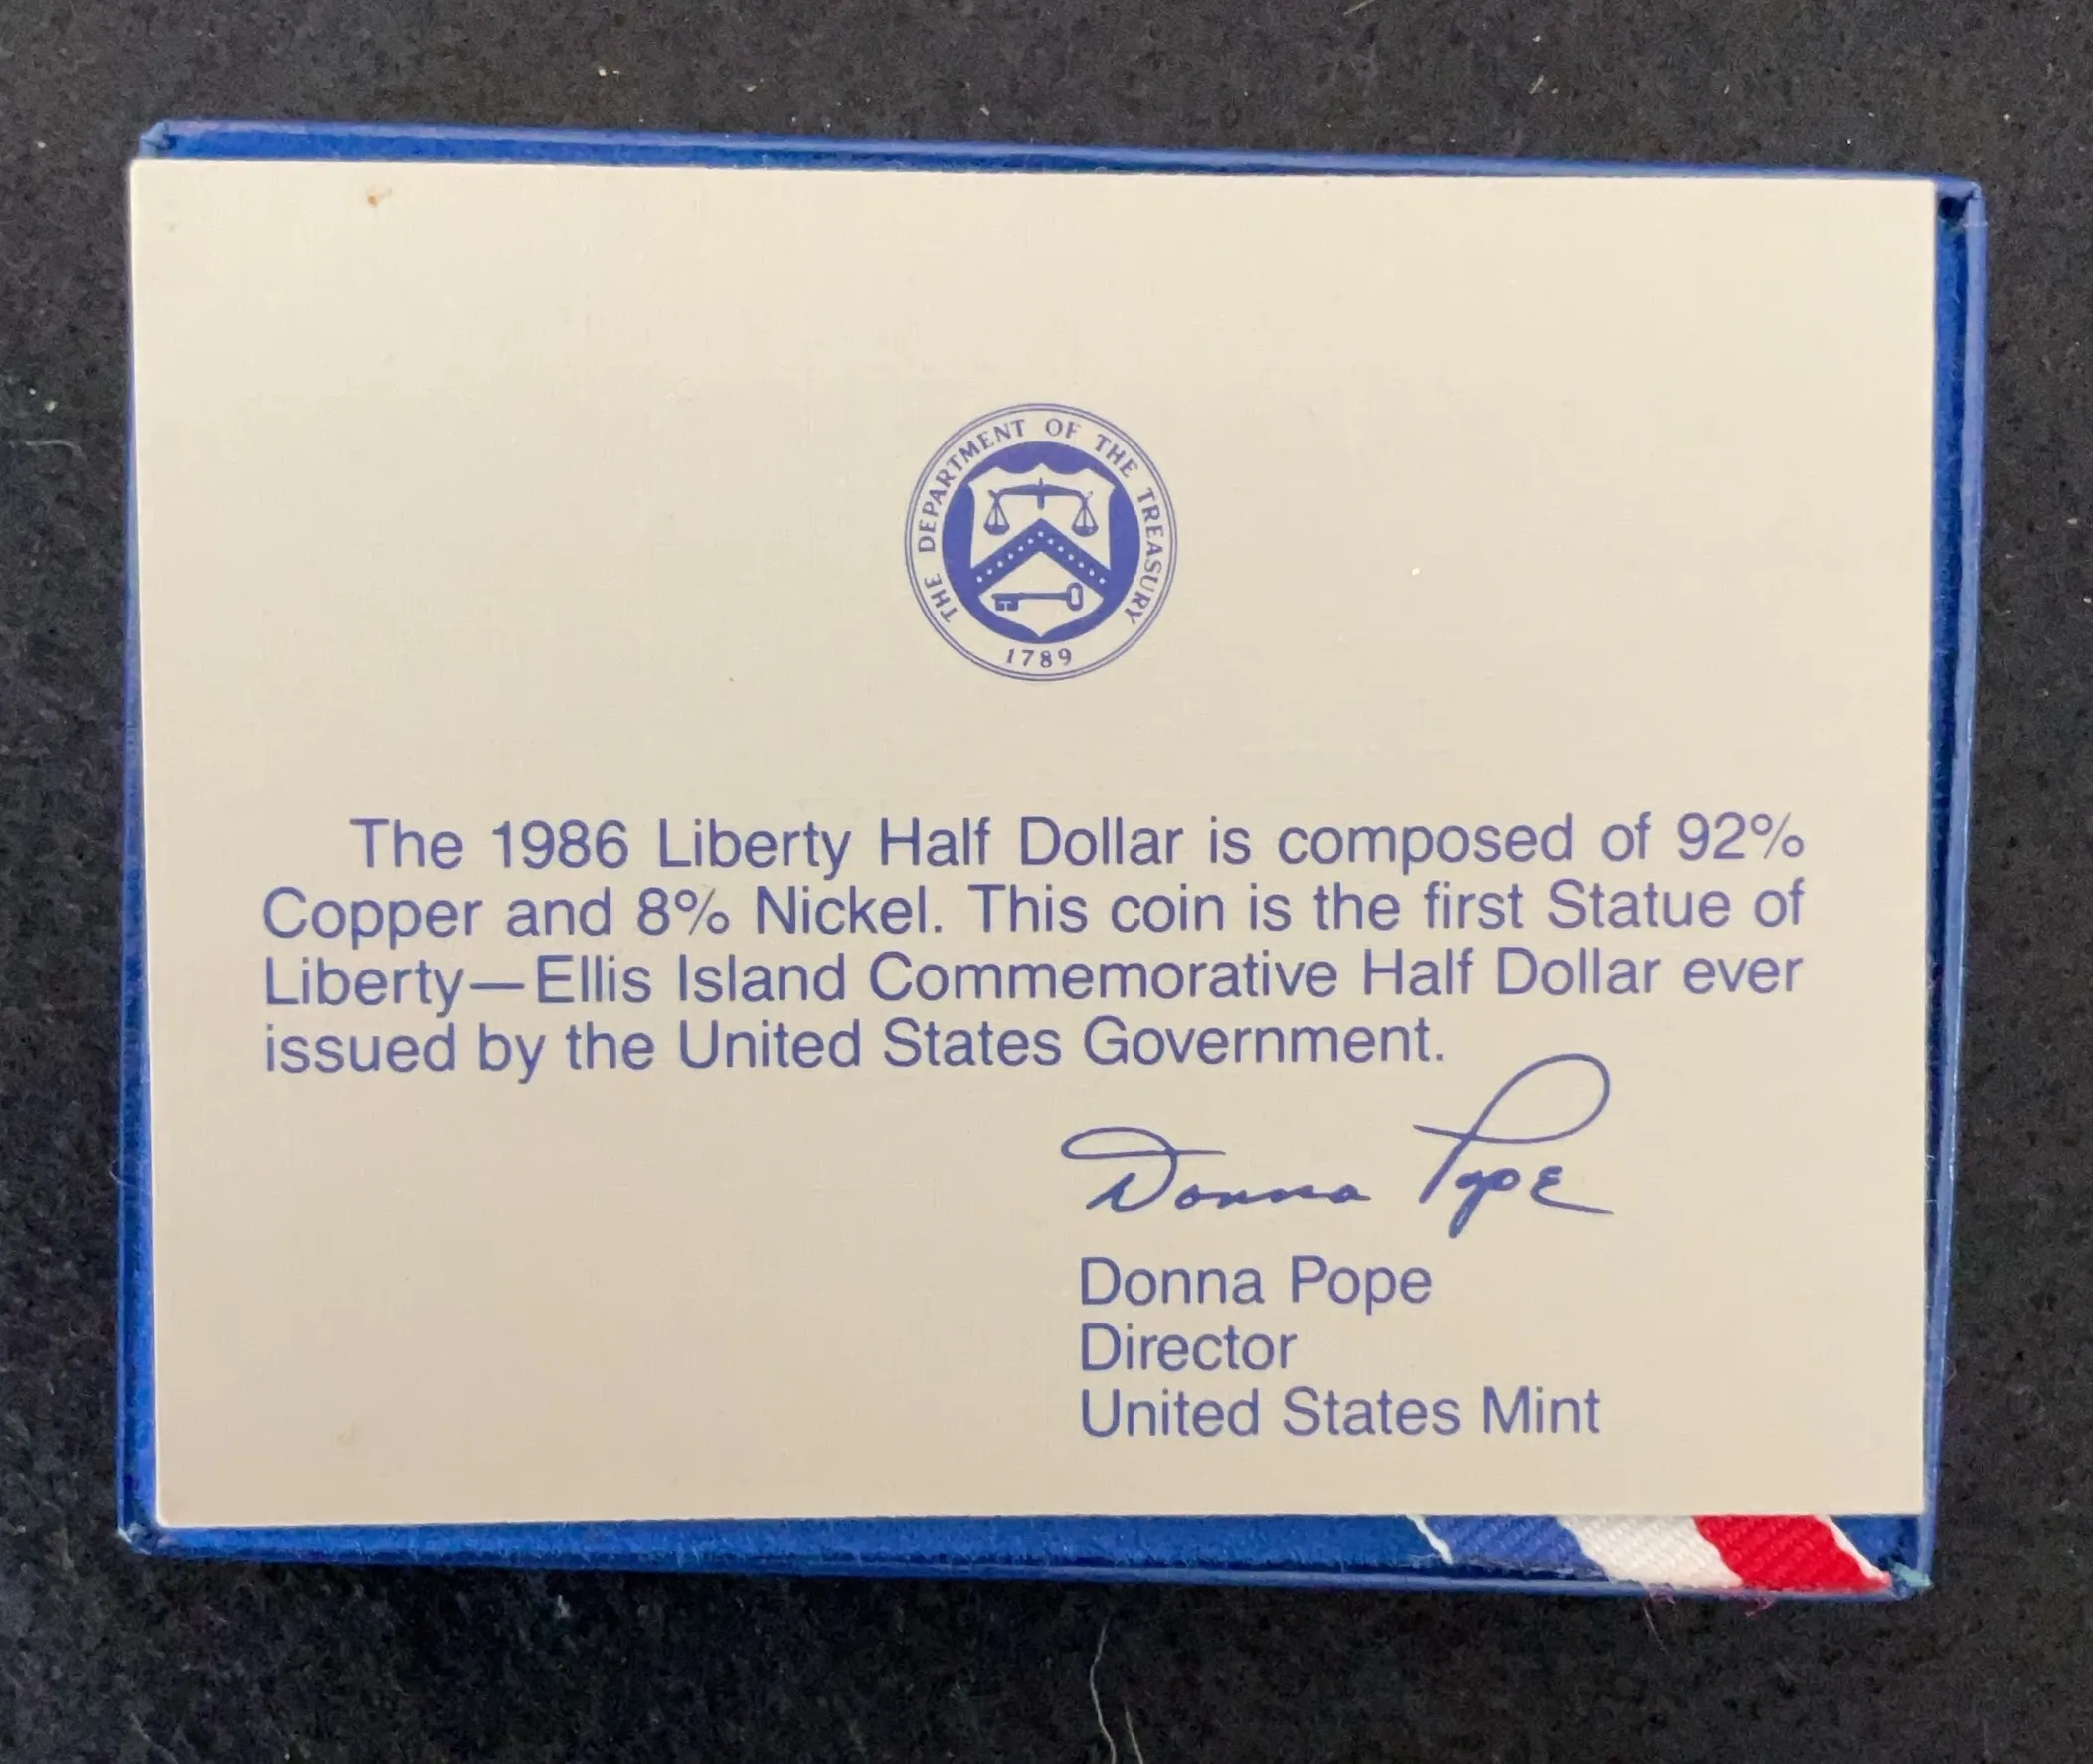 THE DEPARTMENT OF THE TREASURY
1789
The 1986 Liberty Half Dollar is composed of 92%
Copper and 8% Nickel. This coin is the first Statue of
Liberty—Ellis Island Commemorative Half Dollar ever
issued by the United States Government.
Donna Pope
Donna Pope
Director
United States Mint